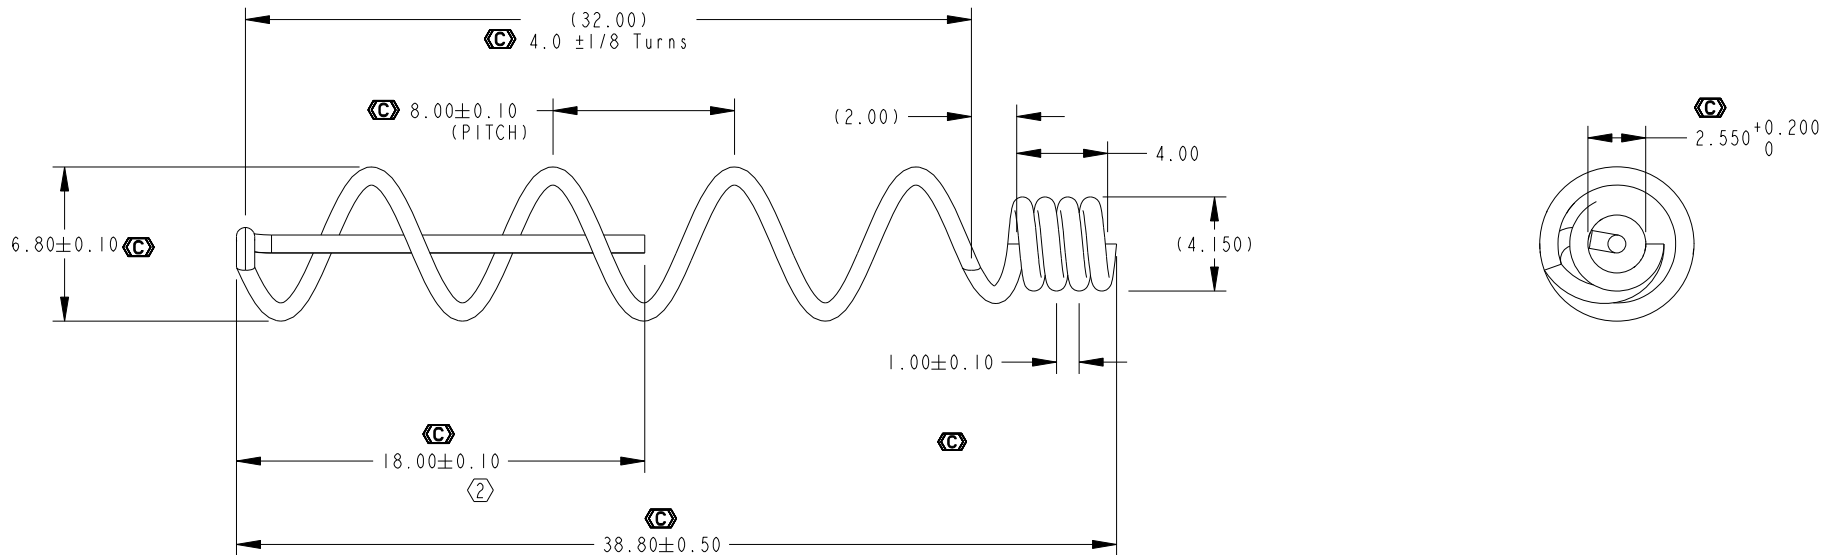 (32.00)
C 4.0 ±1/8 Turns
C 8.00±0.10
(PITCH)
(2.00)
4.00
C
2.550 +0.200
0
6.80±0.10 C
(4.150)
1.00±0.10
C
C
18.00±0.10
2
C
38.80±0.50